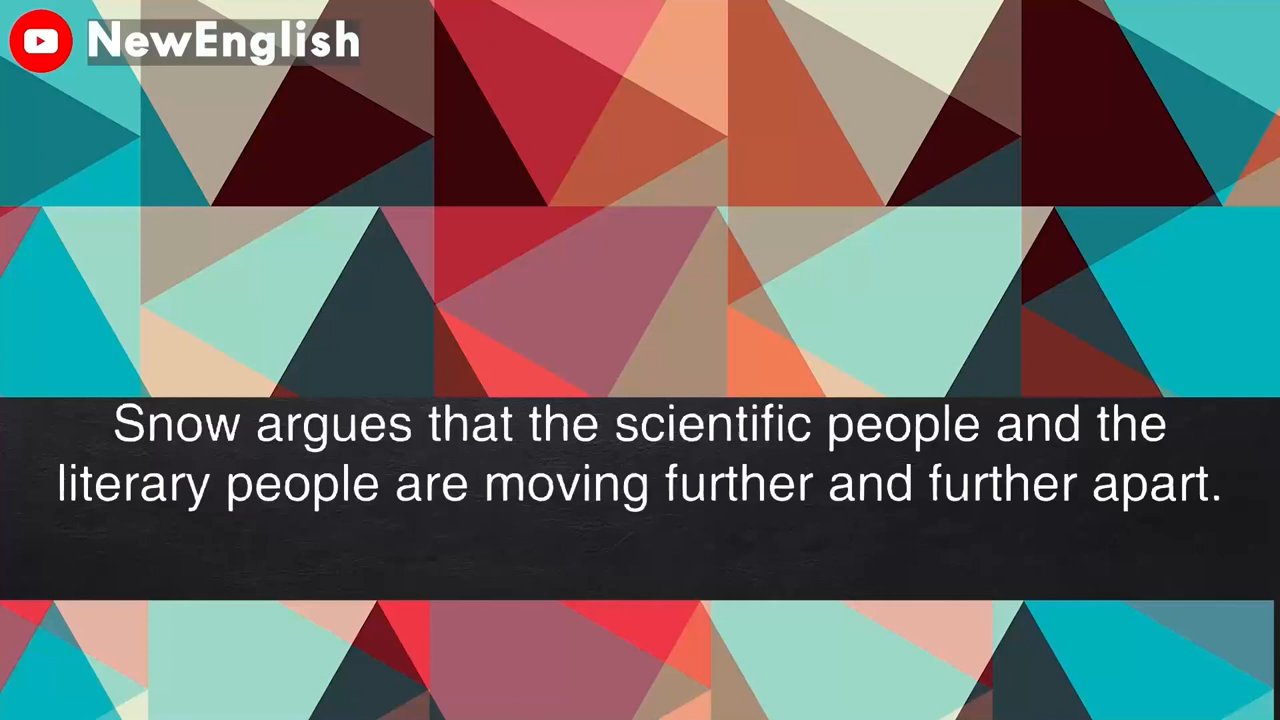 NewEnglish
Snow argues that the scientific people and the
literary people are moving further and further apart.